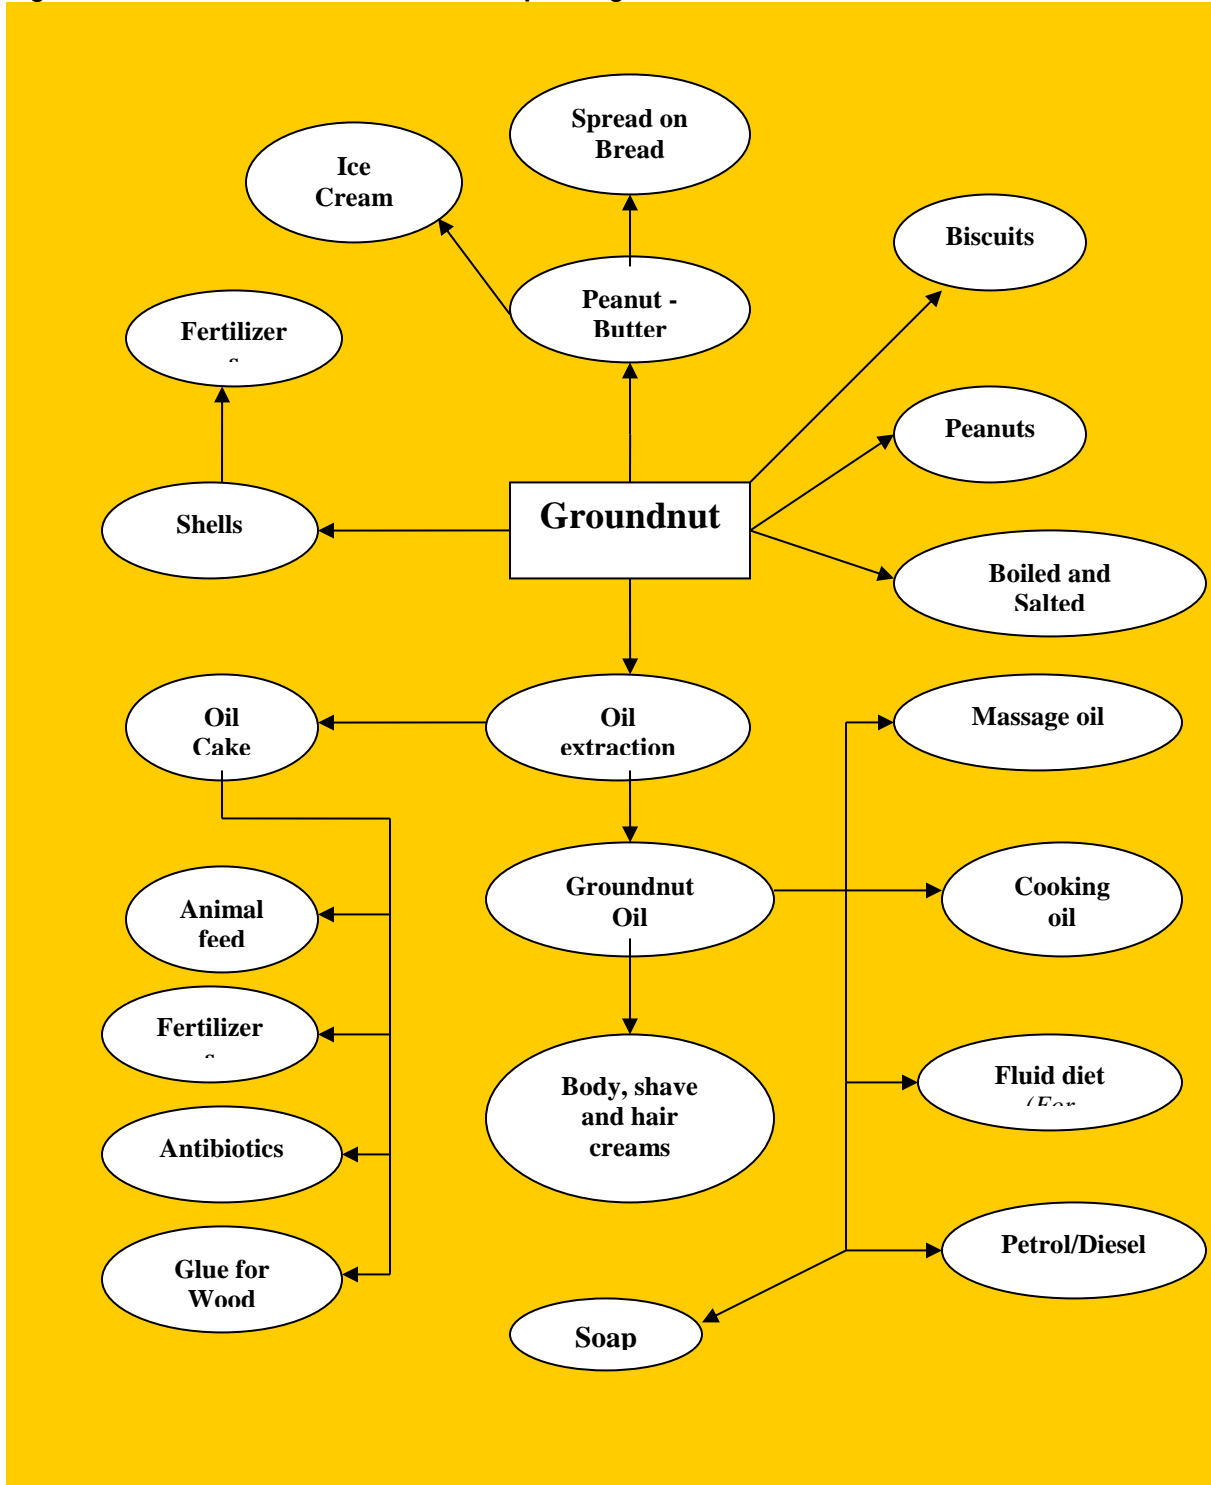 Spread on
Bread
Ice
Cream
Biscuits
Peanut -
Butter
Fertilizer
s
Peanuts
Groundnut
Shells
Boiled and
Salted
Oil
Cake
Oil
extraction
Massage oil
Groundnut
Oil
Cooking
oil
Animal
feed
Fertilizer
s
Body, shave
and hair
creams
Fluid diet
(For
Antibiotics
Petrol/Diesel
Glue for
Wood
Soap